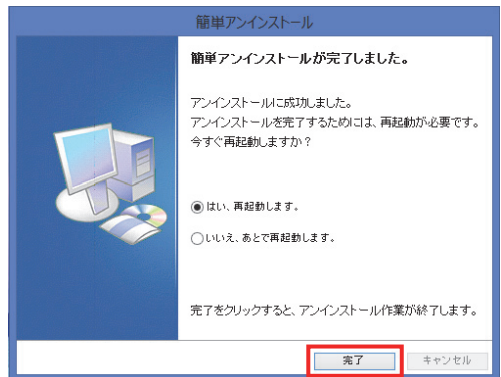 簡単アンインストール
簡単アンインストールが完了しました。
アンインストールに成功しました。
アンインストールを完了するためには、再起動が必要です。
今すぐ再起動しますか？
はい、再起動します。
いいえ、あとで再起動します。
完了をクリックすると、アンインストール作業が終了します。
完了
キャンセル